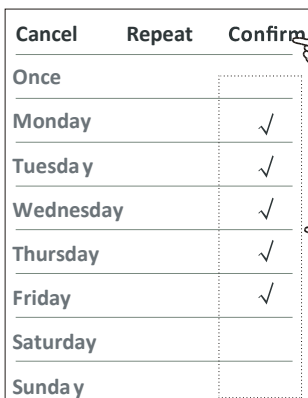 Cancel Repeat Confirm
Once
Monday √
Tuesday √
Wednesday √
Thursday √
Friday √
Saturday
Sunday